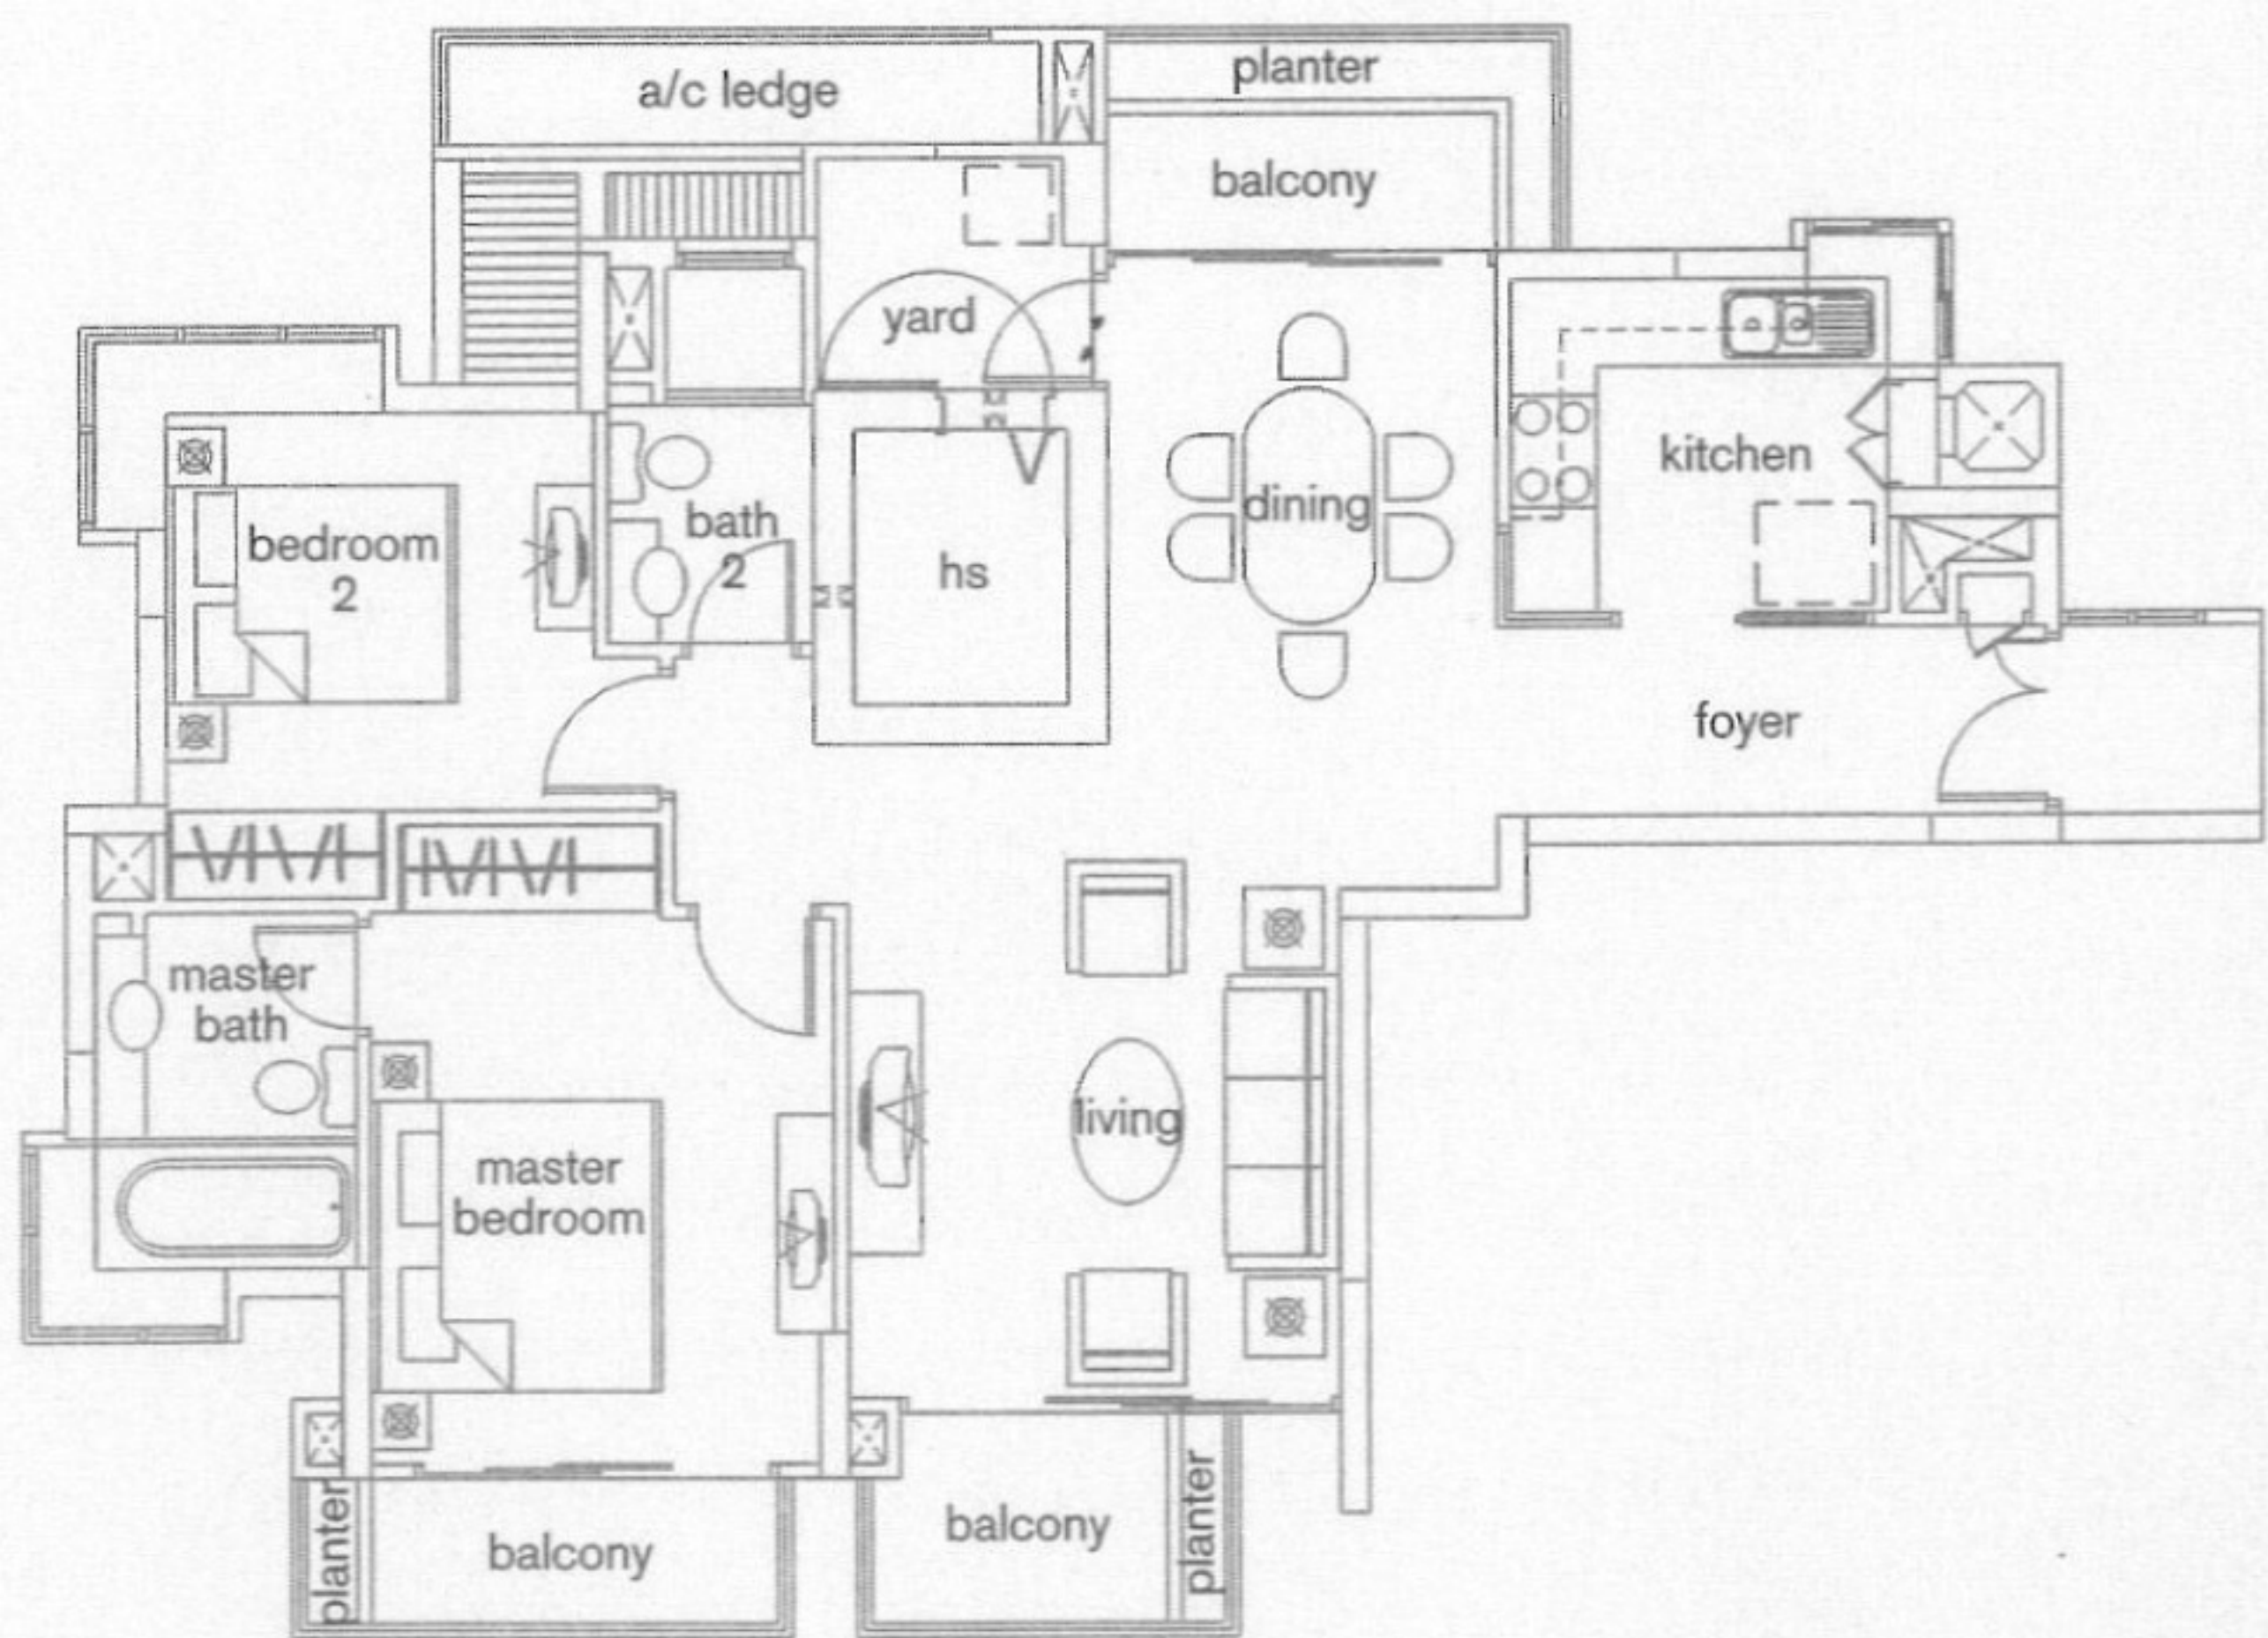 a/c ledge
planter
balcony
yard
kitchen
dining
bedroom
2
bath
2
hs
foyer
master
bath
living
master
bedroom
planter
balcony
balcony
planter